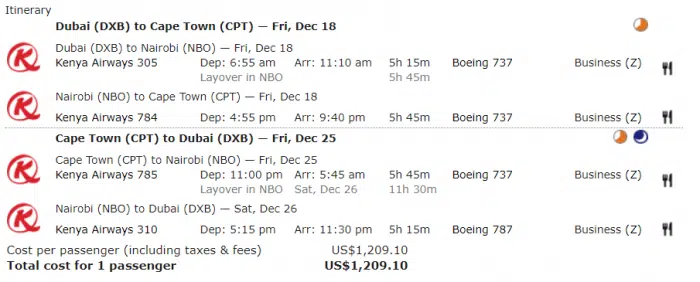 Itinerary
Dubai (DXB) to Cape Town (CPT) — Fri, Dec 18
Dubai (DXB) to Nairobi (NBO) — Fri, Dec 18
Kenya Airways 305 Dep: 6:55 am Arr: 11:10 am 5h 15m Boeing 737 Business (Z)
Layover in NBO 5h 45m
Nairobi (NBO) to Cape Town (CPT) — Fri, Dec 18
Kenya Airways 784 Dep: 4:55 pm Arr: 9:40 pm 5h 45m Boeing 737 Business (Z)
Cape Town (CPT) to Dubai (DXB) — Fri, Dec 25
Cape Town (CPT) to Nairobi (NBO) — Fri, Dec 25
Kenya Airways 785 Dep: 11:00 pm Arr: 5:45 am 5h 45m Boeing 737 Business (Z)
Layover in NBO Sat, Dec 26 11h 30m
Nairobi (NBO) to Dubai (DXB) — Sat, Dec 26
Kenya Airways 310 Dep: 5:15 pm Arr: 11:30 pm 5h 15m Boeing 787 Business (Z)
Cost per passenger (including taxes & fees) US$1,209.10
Total cost for 1 passenger US$1,209.10